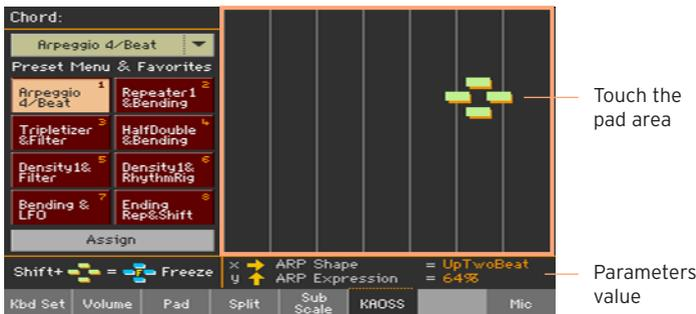 Chord:
Arpeggio 4/Beat
Preset Menu & Favorites
Arpeggio 4/Beat 1
Repeater1 &Bending 2
Tripletizer &Filter 3
HalfDouble &Bending 4
Density1& Filter 5
Density1& RhythmRig 6
Bending & LFO 7
Ending Rep&Shift 8
Assign
Shift+ = F Freeze
x ARP Shape = UpTwoBeat
y ARP Expression = 64%
Kbd Set Volume Pad Split Sub Scale KAOSS Mic
Touch the
pad area
Parameters
value